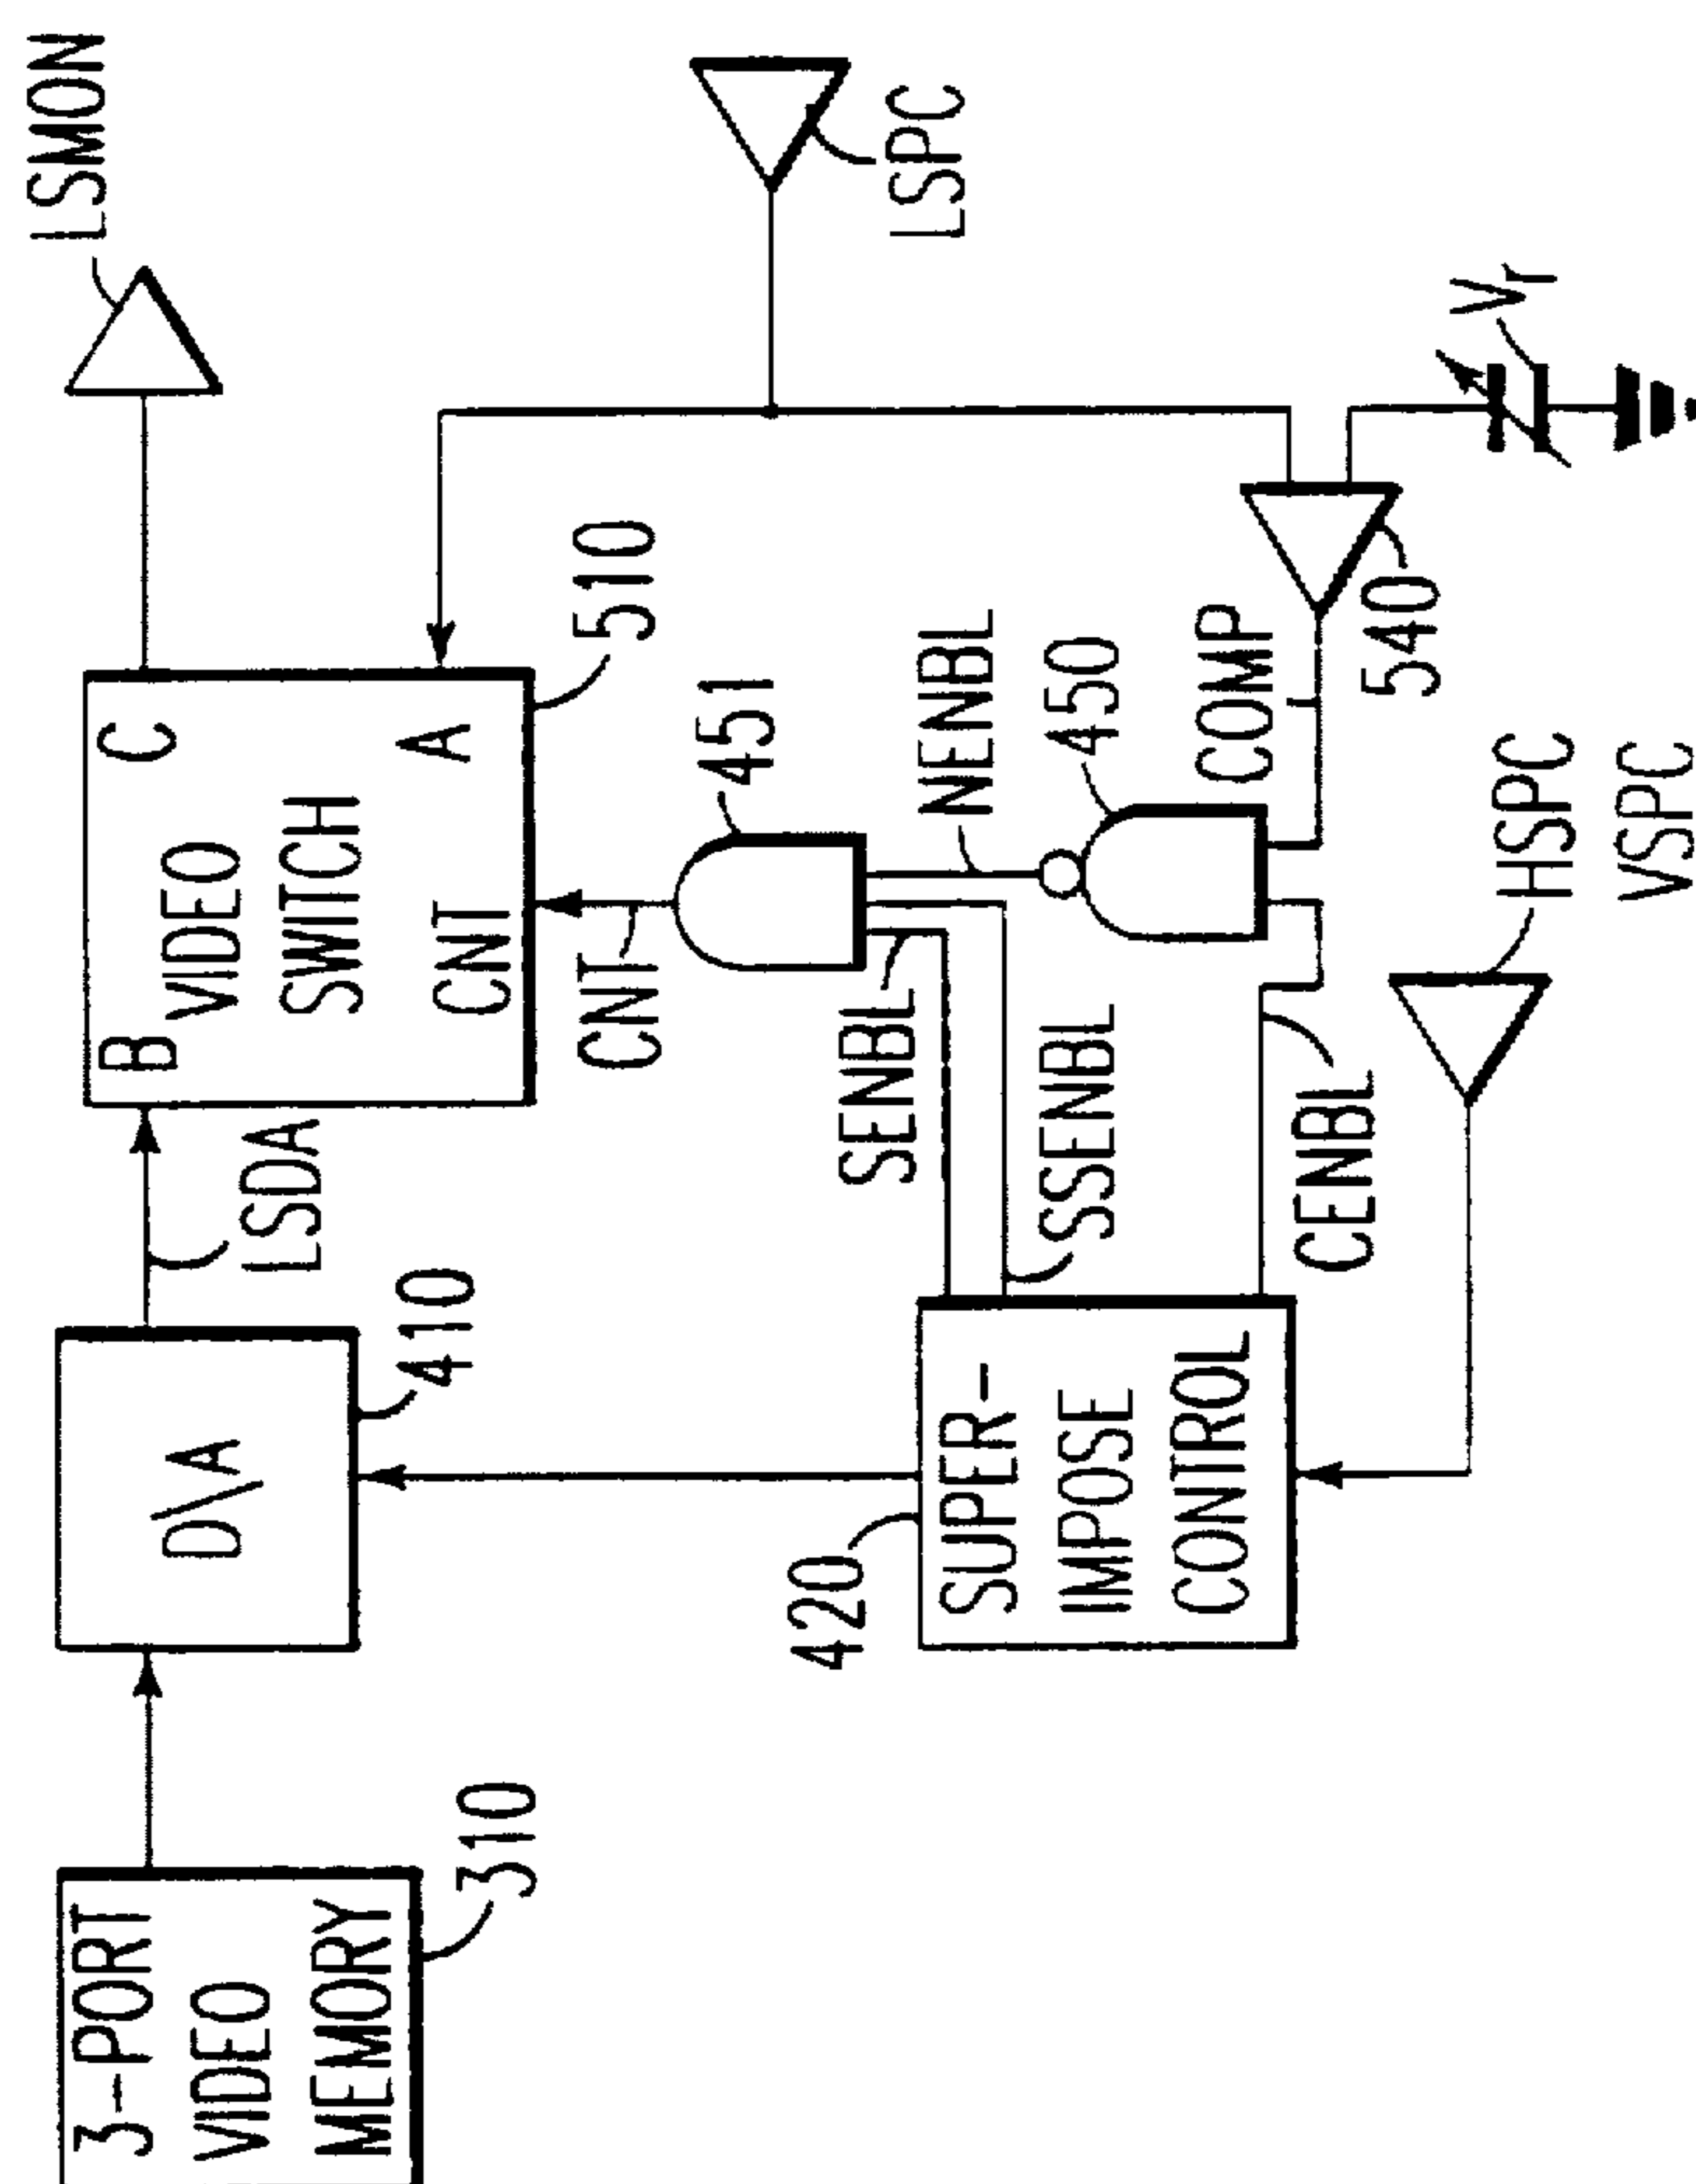 3-PORT
VIDEO
MEMORY
310
D/A
410
LSDA
B
VIDEO
SWITCH
CNT
C
A
510
LSMON
LSPC
CNT
451
SENBL
SSENBL
NENBL
450
COMP
540
Vr
420
SUPER-
IMPOSE
CONTROL
CENBL
HSPC
VSPC